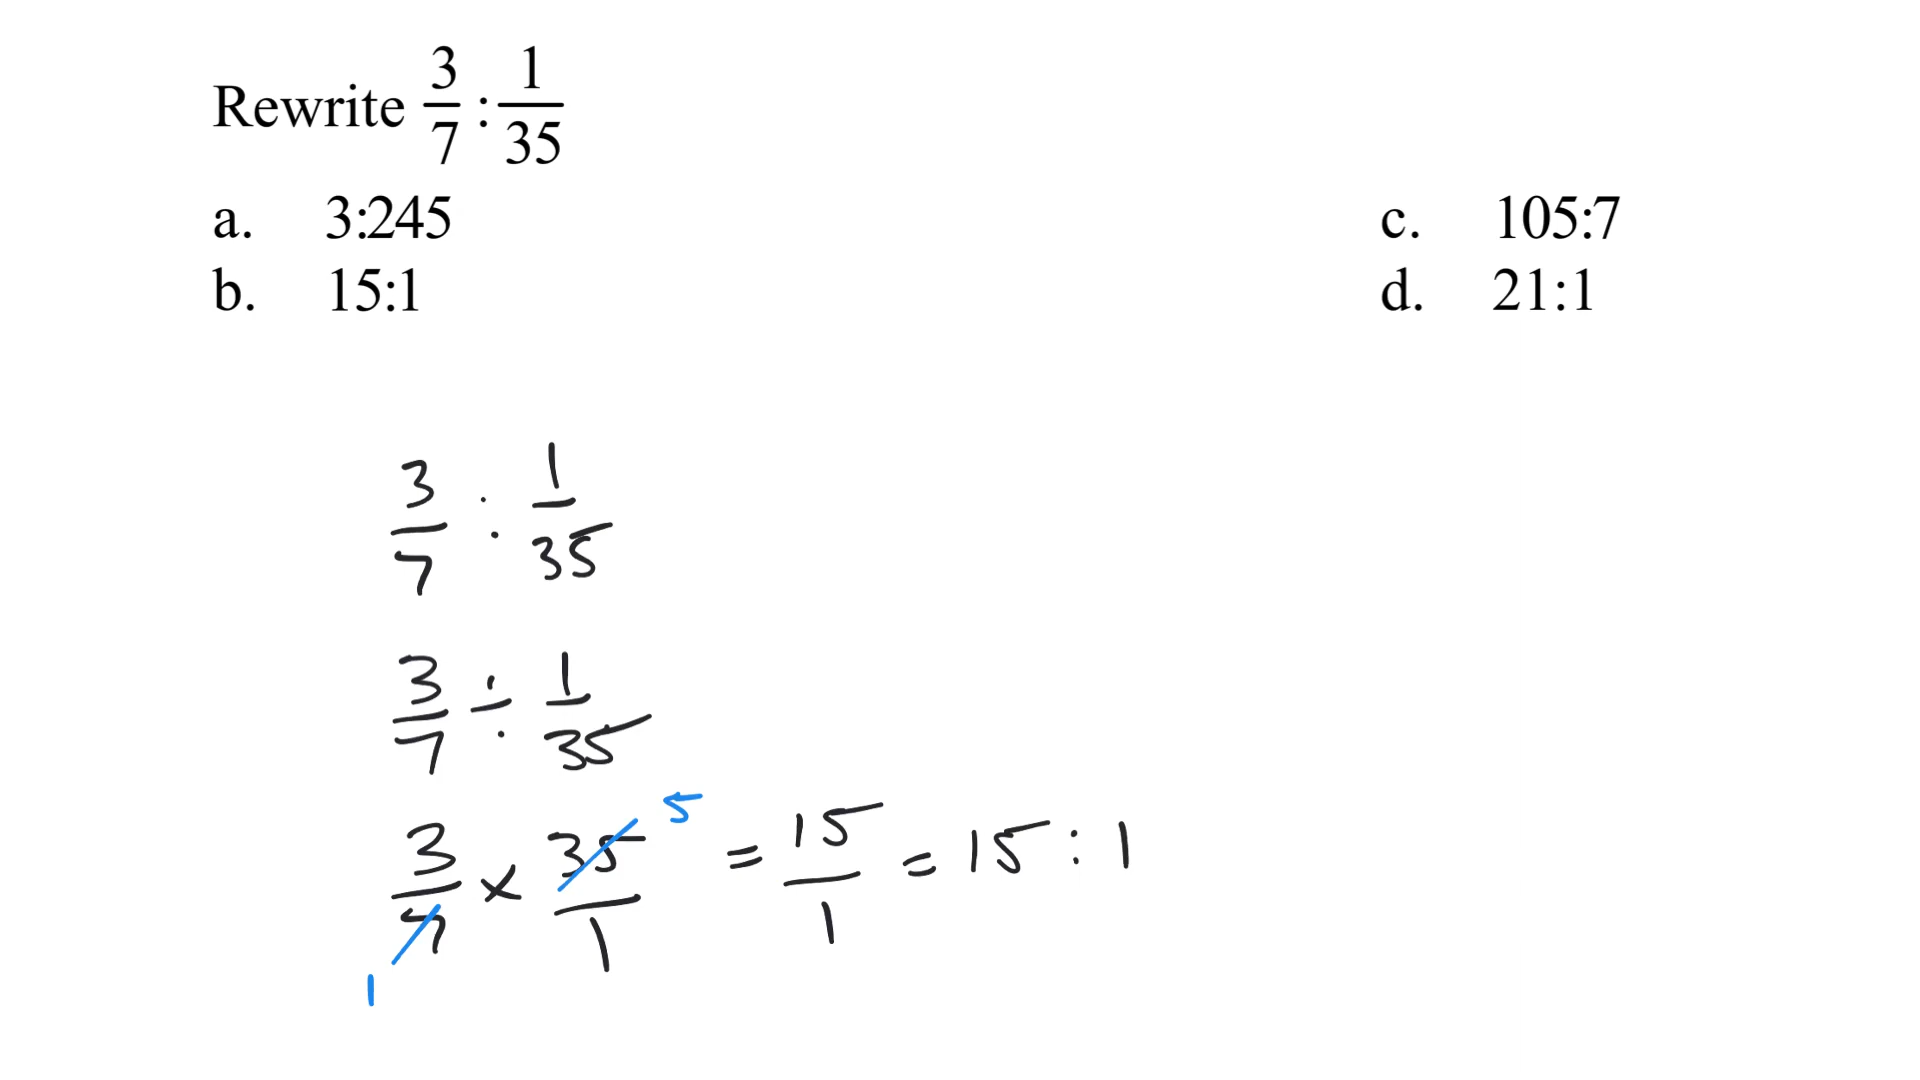 Rewrite 3/7 : 1/35
a. 3:245
c. 105:7
b. 15:1
d. 21:1
3/7 : 1/35
3/7 ÷ 1/35
3/7 × 35/1 = 15/1 = 15 : 1
5
1